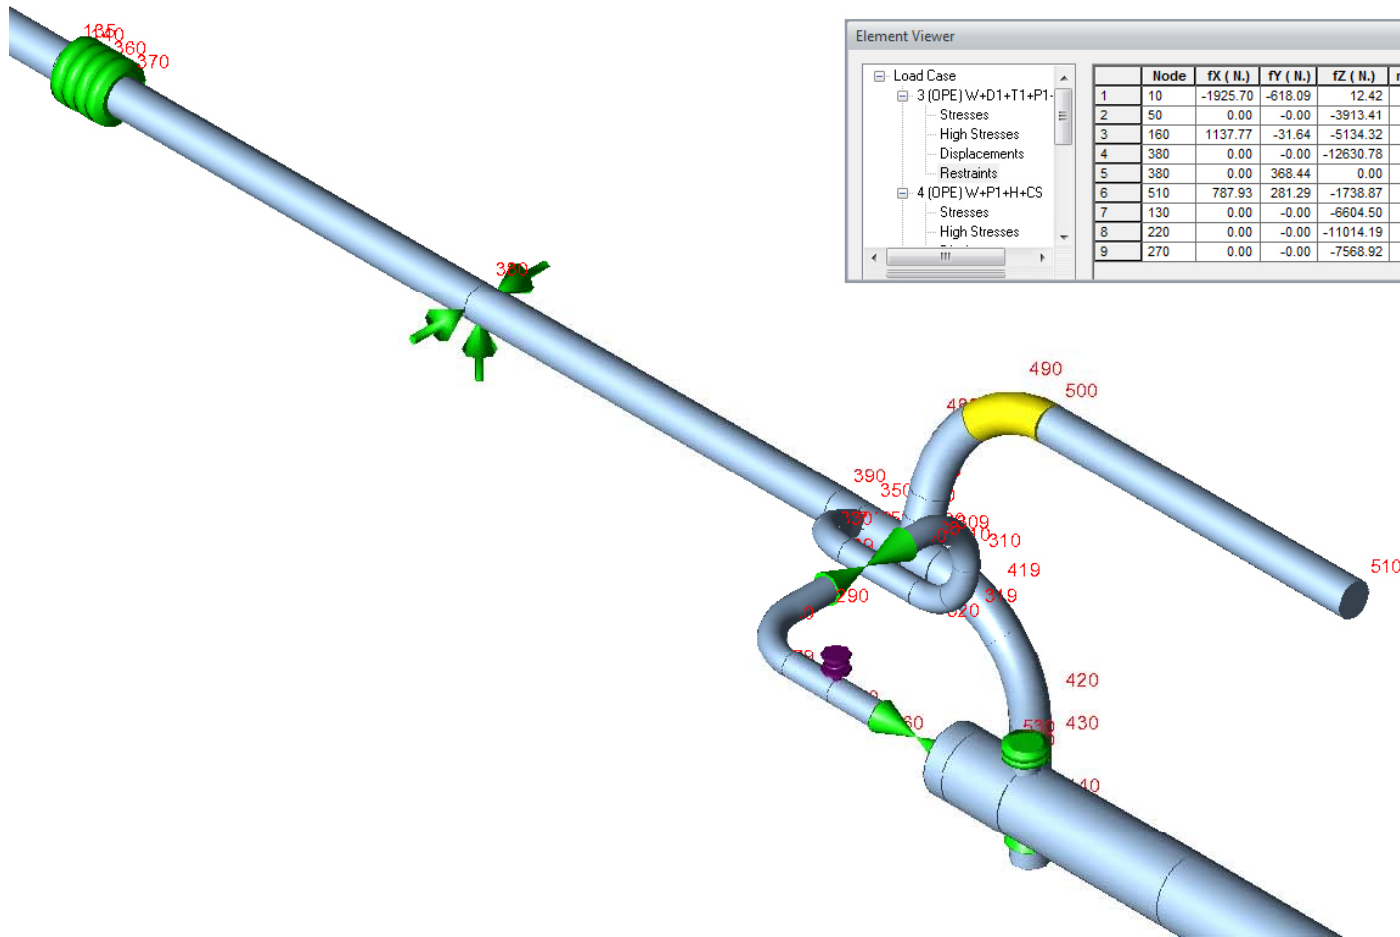 Element Viewer
Load Case
3 (OPE) W+D1+T1+P1-
Stresses
High Stresses
Displacements
Restraints
4 (OPE) W+P1+H+CS
Stresses
High Stresses
Node fX ( N.) fY ( N.) fZ ( N.)
1 10 -1925.70 -618.09 12.42
2 50 0.00 -0.00 -3913.41
3 160 1137.77 -31.64 -5134.32
4 380 0.00 -0.00 -12630.78
5 380 0.00 368.44 0.00
6 510 787.93 281.29 -1738.87
7 130 0.00 -0.00 -6604.50
8 220 0.00 -0.00 -11014.19
9 270 0.00 -0.00 -7568.92
360
370
380
490
500
390
350
309
310
510
419
319
290
420
430